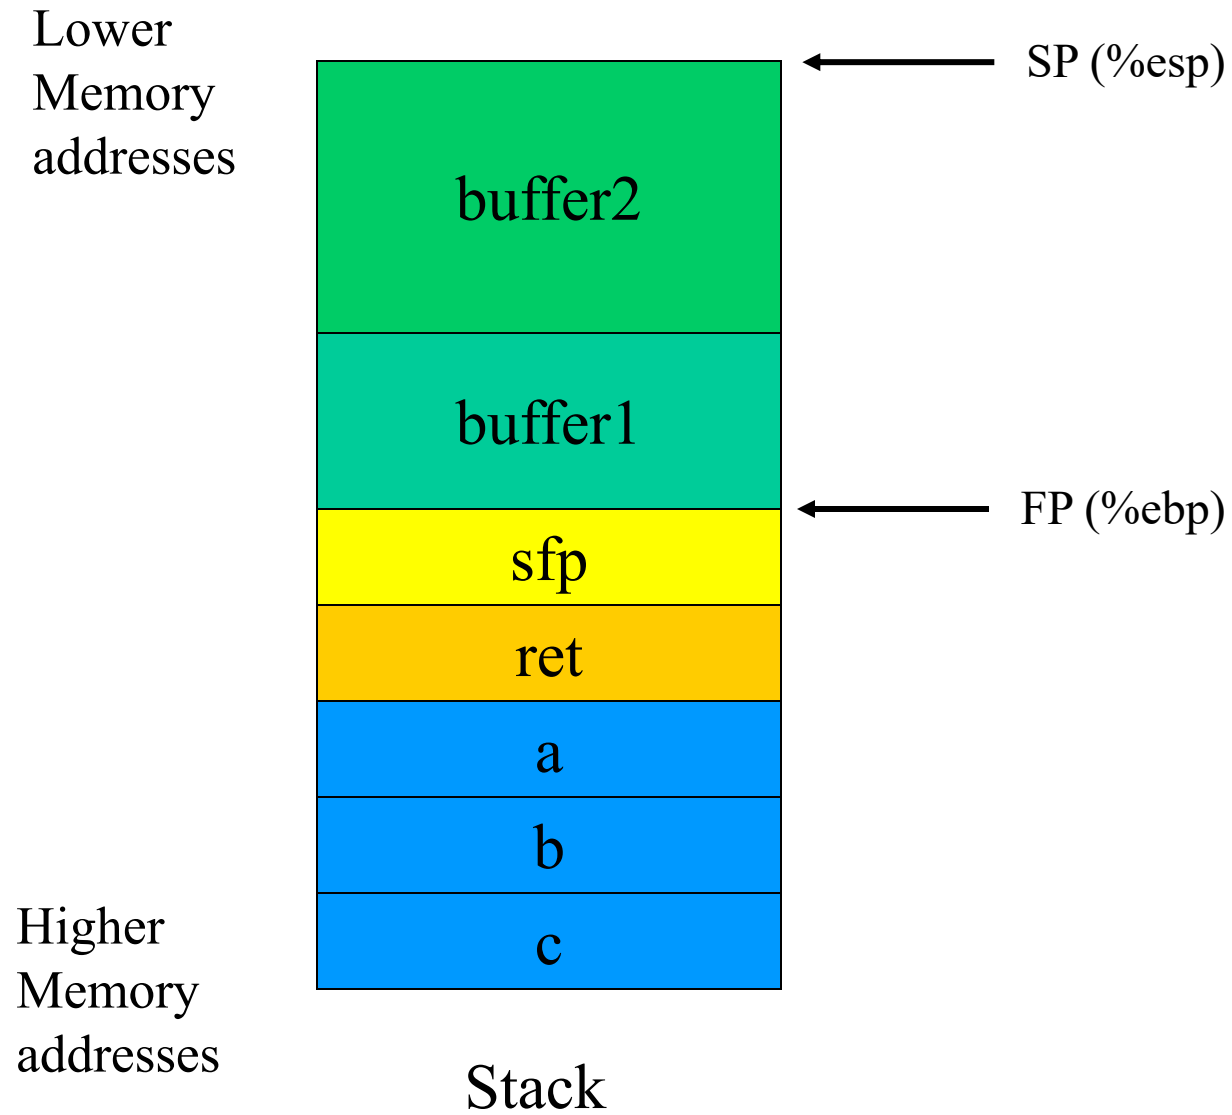 Lower
Memory
addresses
SP (%esp)
buffer2
buffer1
FP (%ebp)
sfp
ret
a
b
c
Higher
Memory
addresses
Stack